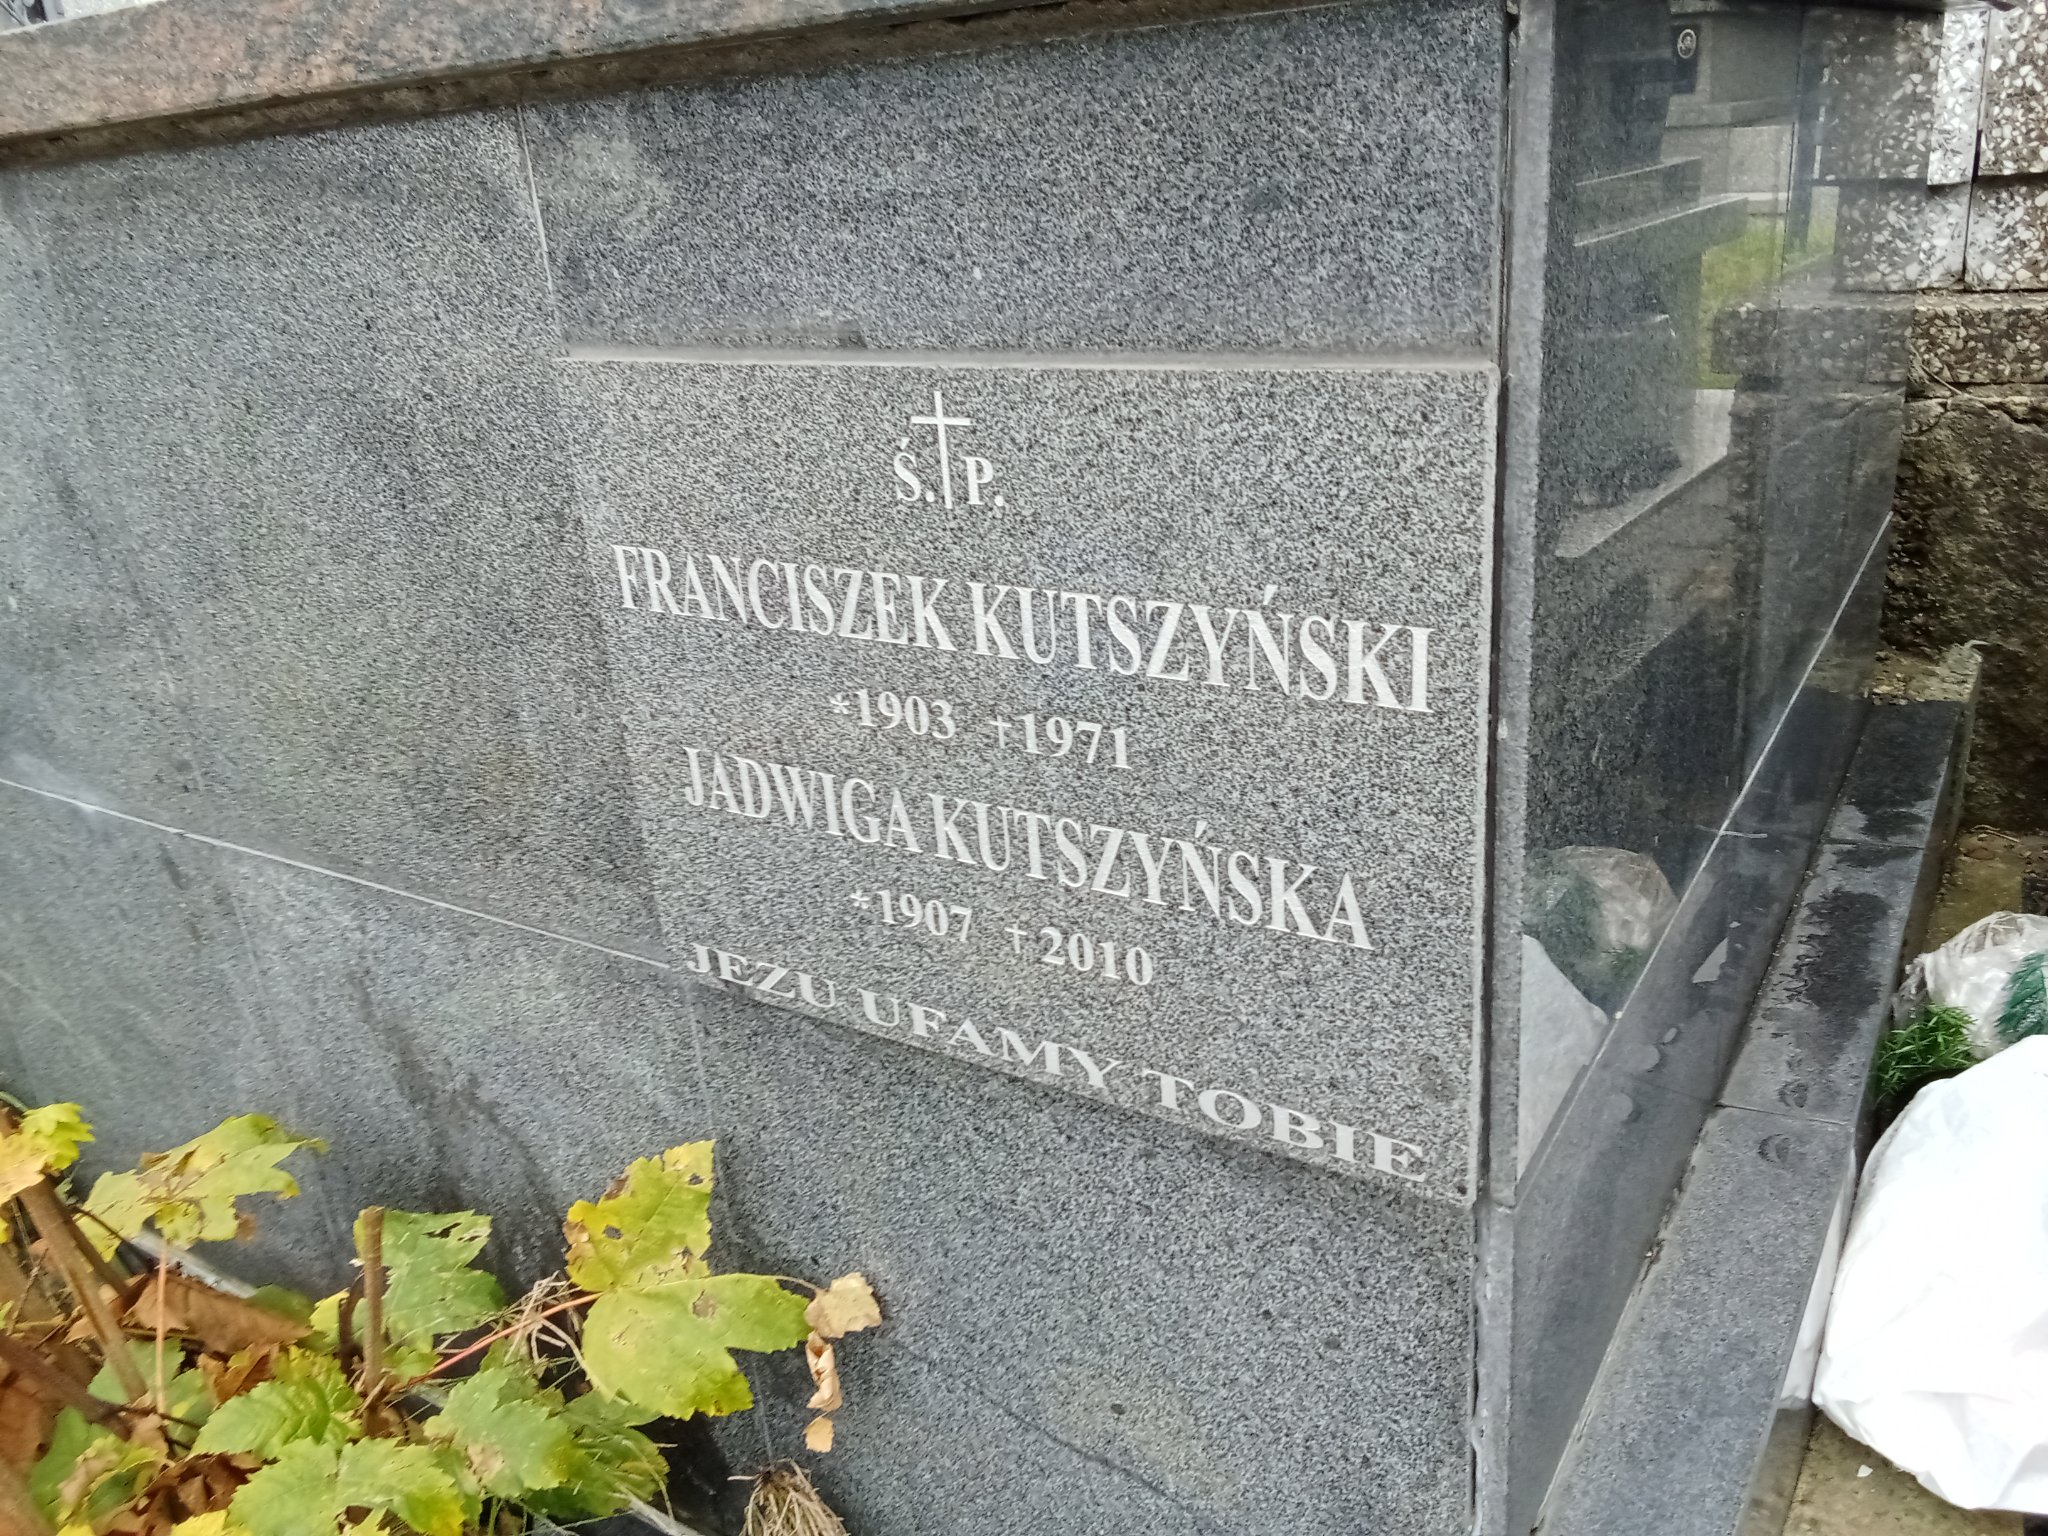 Ś.†P.
FRANCISZEK KUTSZYŃSKI
*1903 †1971
JADWIGA KUTSZYŃSKA
*1907 †2010
JEZU UFAMY TOBIE